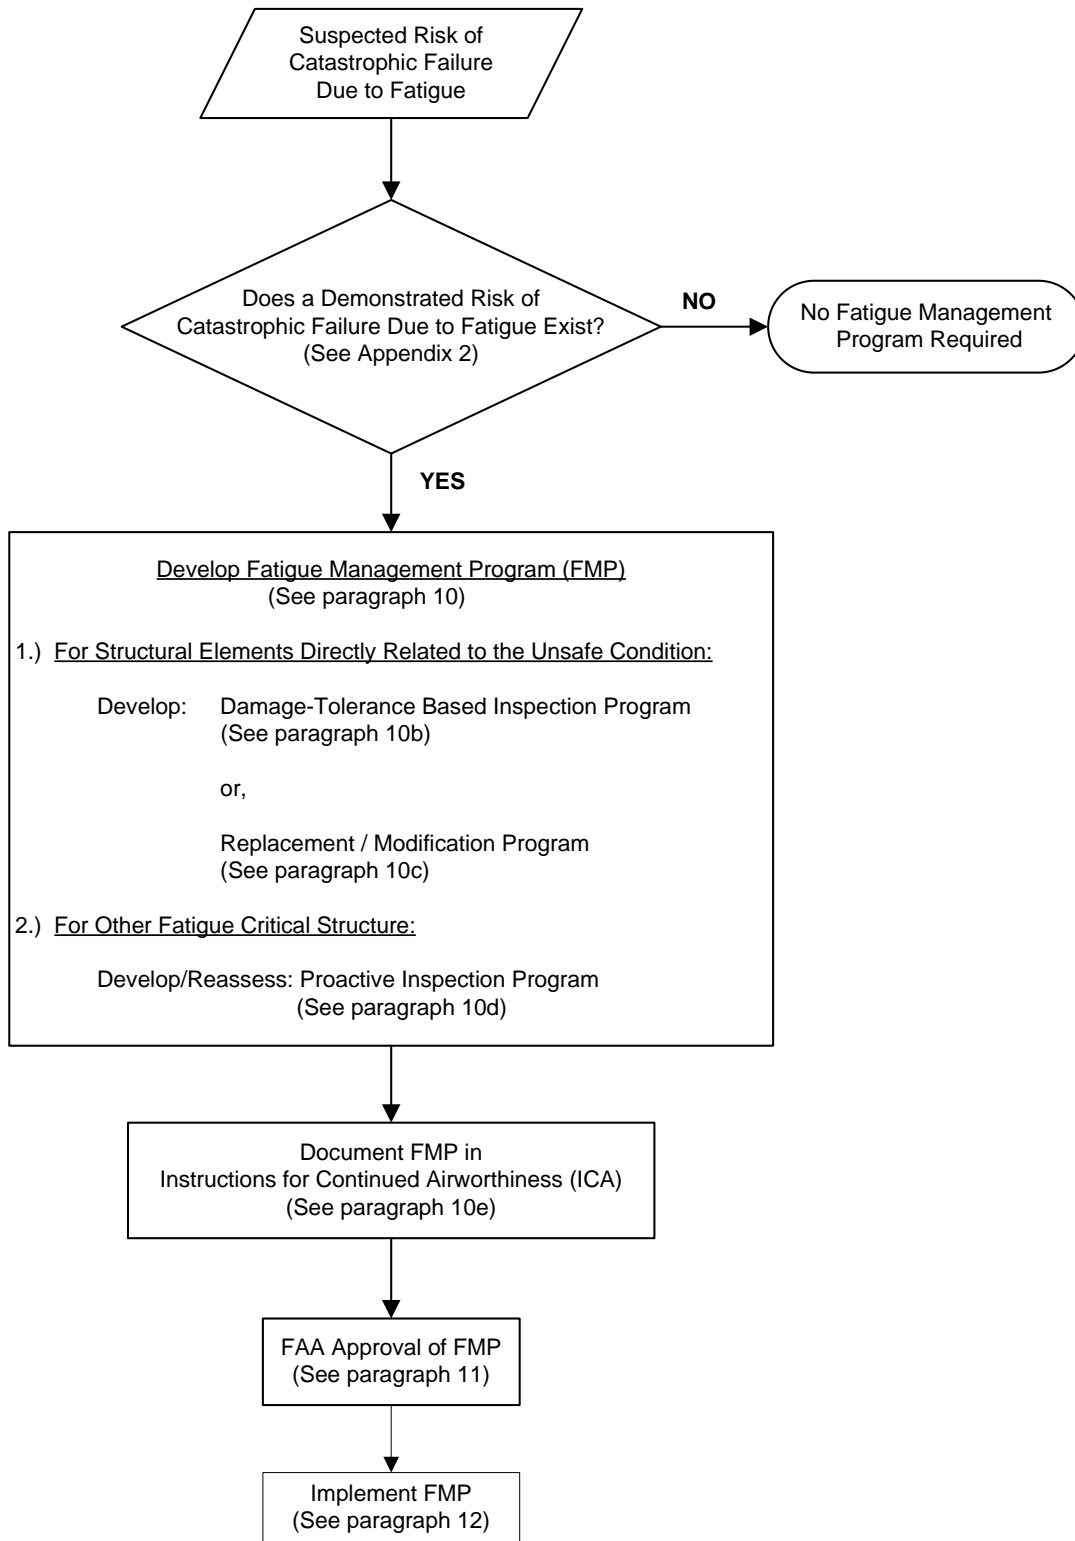 Suspected Risk of
Catastrophic Failure
Due to Fatigue
Does a Demonstrated Risk of
Catastrophic Failure Due to Fatigue Exist?
(See Appendix 2)
NO
No Fatigue Management
Program Required
YES
Develop Fatigue Management Program (FMP)
(See paragraph 10)
1.) For Structural Elements Directly Related to the Unsafe Condition:
Develop: Damage-Tolerance Based Inspection Program
(See paragraph 10b)
or,
Replacement / Modification Program
(See paragraph 10c)
2.) For Other Fatigue Critical Structure:
Develop/Reassess: Proactive Inspection Program
(See paragraph 10d)
Document FMP in
Instructions for Continued Airworthiness (ICA)
(See paragraph 10e)
FAA Approval of FMP
(See paragraph 11)
Implement FMP
(See paragraph 12)